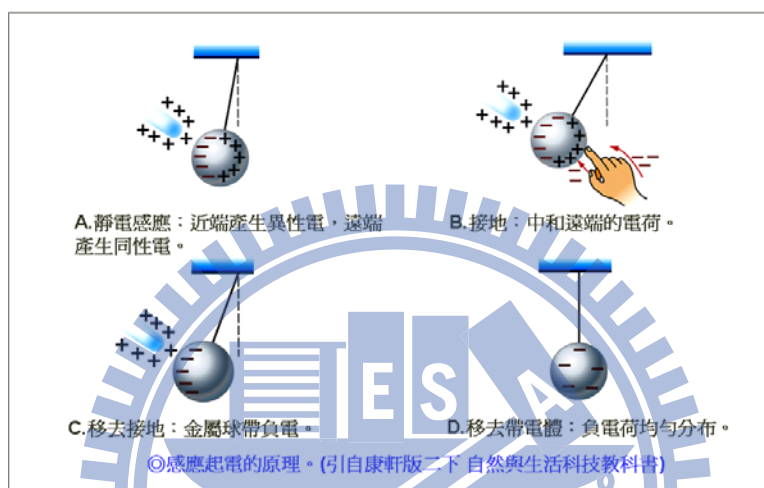 A.靜電感應：近端產生異性電，遠端
產生同性電。
B.接地：中和遠端的電荷。
C.移去接地：金屬球帶負電。
D.移去帶電體：負電荷均勻分布。
◎感應起電的原理。(引自康軒版二下 自然與生活科技教科書)
E S A
8